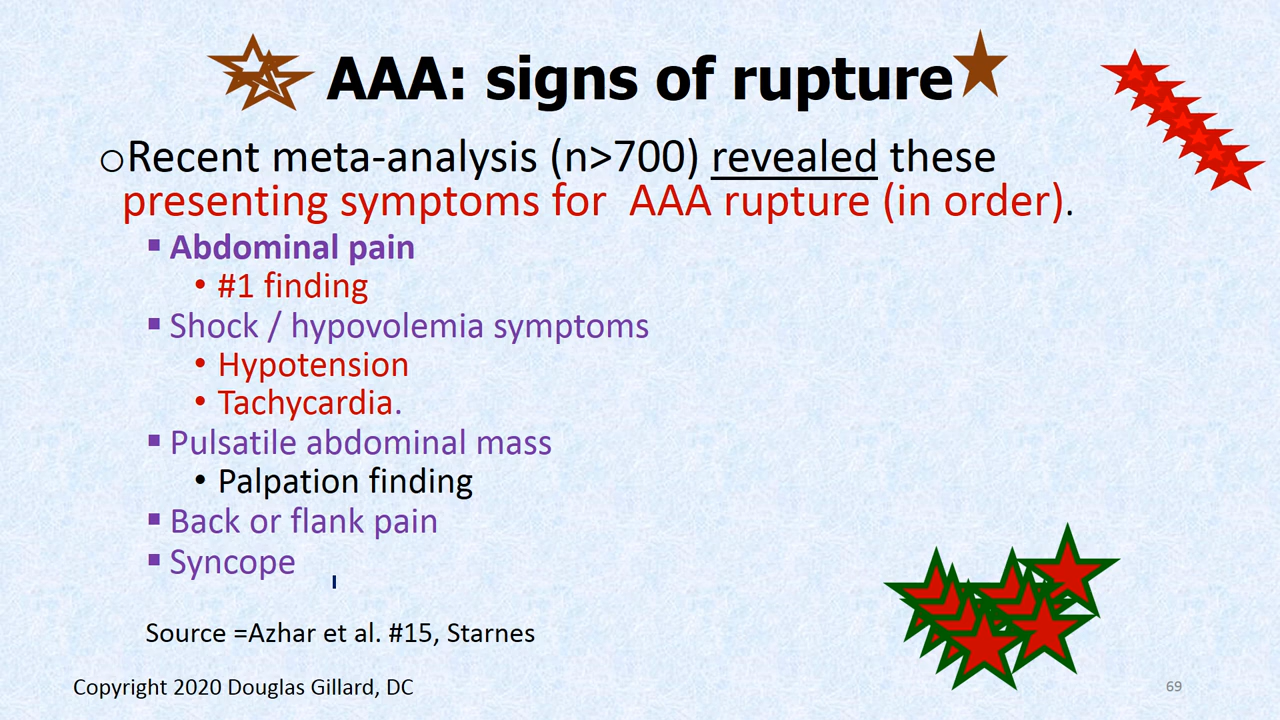 AAA: signs of rupture
Recent meta-analysis (n>700) revealed these
presenting symptoms for AAA rupture (in order).
Abdominal pain
#1 finding
Shock / hypovolemia symptoms
Hypotension
Tachycardia.
Pulsatile abdominal mass
Palpation finding
Back or flank pain
Syncope
Source =Azhar et al. #15, Starnes
Copyright 2020 Douglas Gillard, DC
69